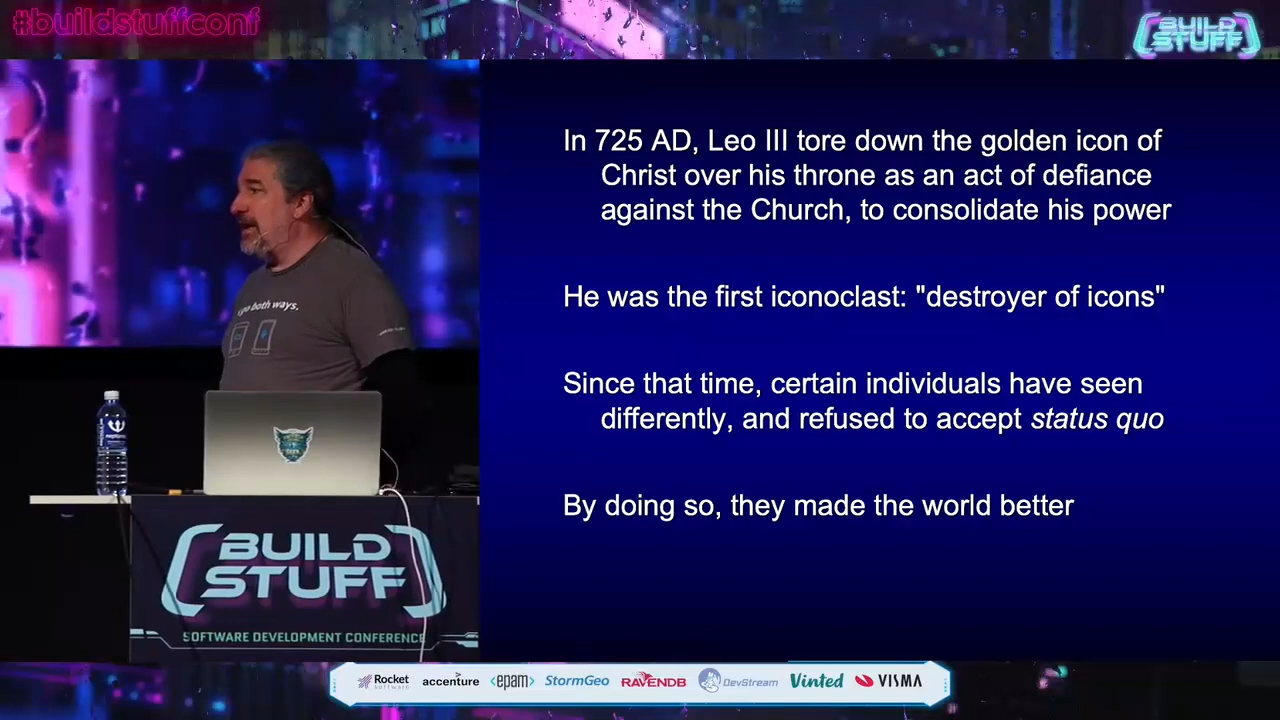 #buildstuffconf
BUILD
STUFF
In 725 AD, Leo III tore down the golden icon of
Christ over his throne as an act of defiance
against the Church, to consolidate his power
He was the first iconoclast: "destroyer of icons"
Since that time, certain individuals have seen
differently, and refused to accept status quo
By doing so, they made the world better
go both ways.
BUILD
STUFF
SOFTWARE DEVELOPMENT CONFERENCE
Rocket
software
accenture
<epam>
StormGeo
RAVENDB
DevStream
Vinted
VISMA